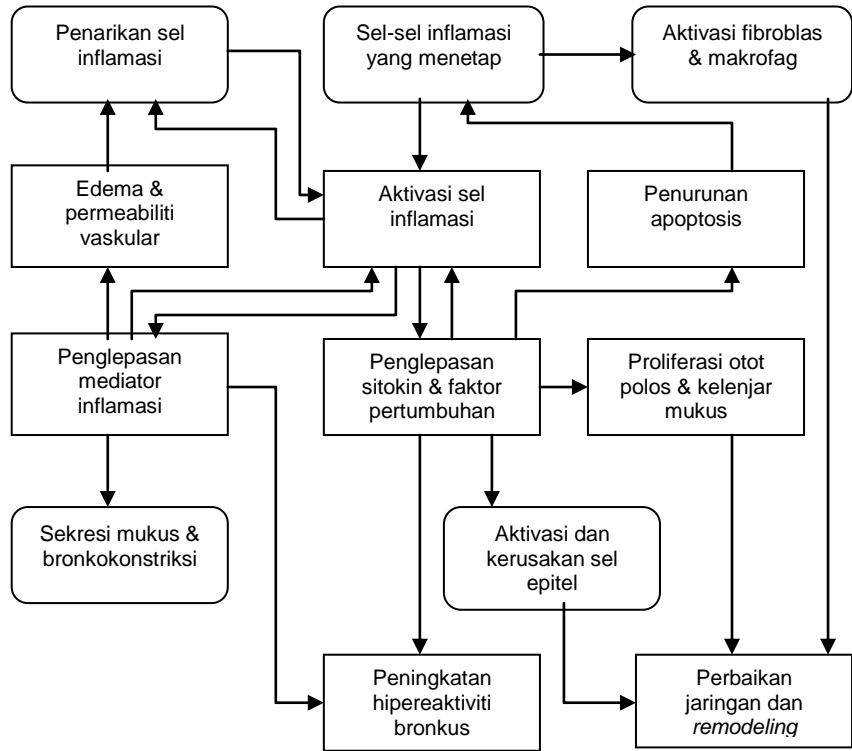 Penarikan sel
inflamasi
Sel-sel inflamasi
yang menetap
Aktivasi fibroblas
& makrofag
Edema &
permeabiliti
vaskular
Aktivasi sel
inflamasi
Penurunan
apoptosis
Penglepasan
mediator
inflamasi
Penglepasan
sitokin & faktor
pertumbuhan
Proliferasi otot
polos & kelenjar
mukus
Sekresi mukus &
bronkokonstriksi
Aktivasi dan
kerusakan sel
epitel
Peningkatan
hipereaktiviti
bronkus
Perbaikan
jaringan dan
remodeling